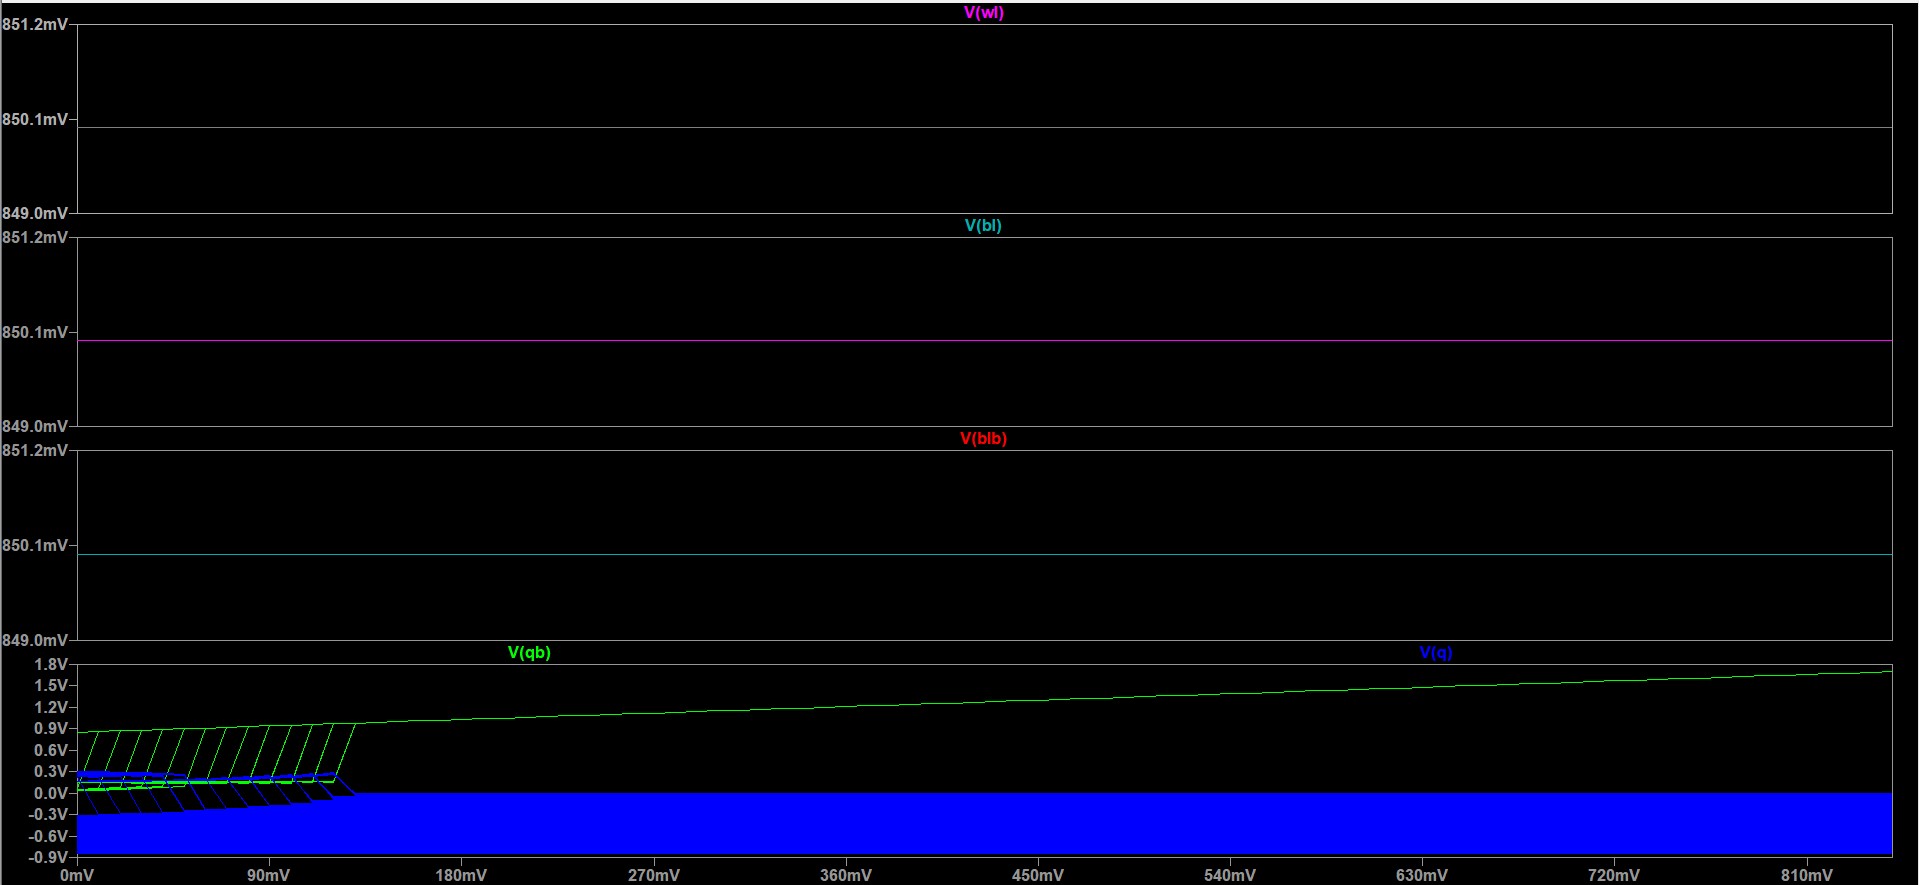 V(wl)
851.2mV
850.1mV
849.0mV
V(bl)
851.2mV
850.1mV
849.0mV
V(blb)
851.2mV
850.1mV
849.0mV
V(qb) V(q)
1.8V
1.5V
1.2V
0.9V
0.6V
0.3V
0.0V
-0.3V
-0.6V
-0.9V
0mV 90mV 180mV 270mV 360mV 450mV 540mV 630mV 720mV 810mV